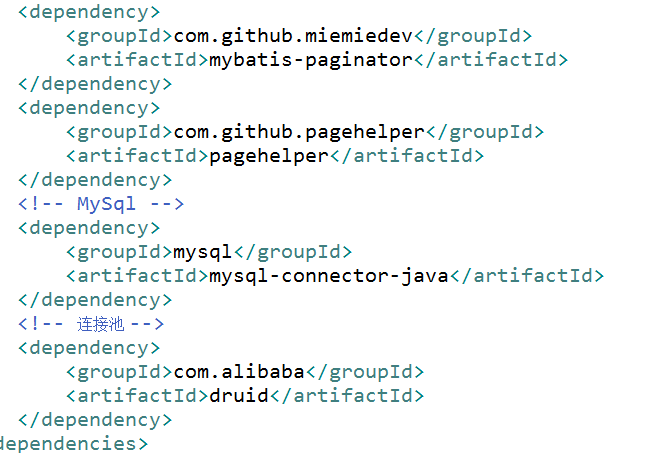 <dependency>
<groupId>com.github.miemiedev</groupId>
<artifactId>mybatis-paginator</artifactId>
</dependency>
<dependency>
<groupId>com.github.pagehelper</groupId>
<artifactId>pagehelper</artifactId>
</dependency>
<!-- MySql -->
<dependency>
<groupId>mysql</groupId>
<artifactId>mysql-connector-java</artifactId>
</dependency>
<!-- 连接池 -->
<dependency>
<groupId>com.alibaba</groupId>
<artifactId>druid</artifactId>
</dependency>
dependencies>